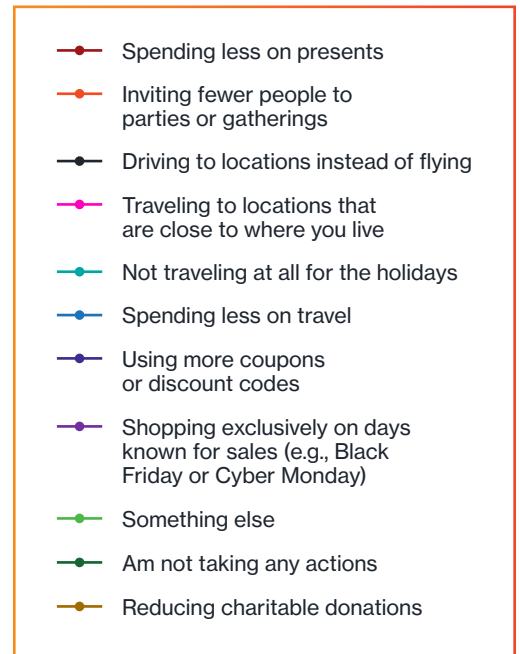 Spending less on presents
Inviting fewer people to
parties or gatherings
Driving to locations instead of flying
Traveling to locations that
are close to where you live
Not traveling at all for the holidays
Spending less on travel
Using more coupons
or discount codes
Shopping exclusively on days
known for sales (e.g., Black
Friday or Cyber Monday)
Something else
Am not taking any actions
Reducing charitable donations